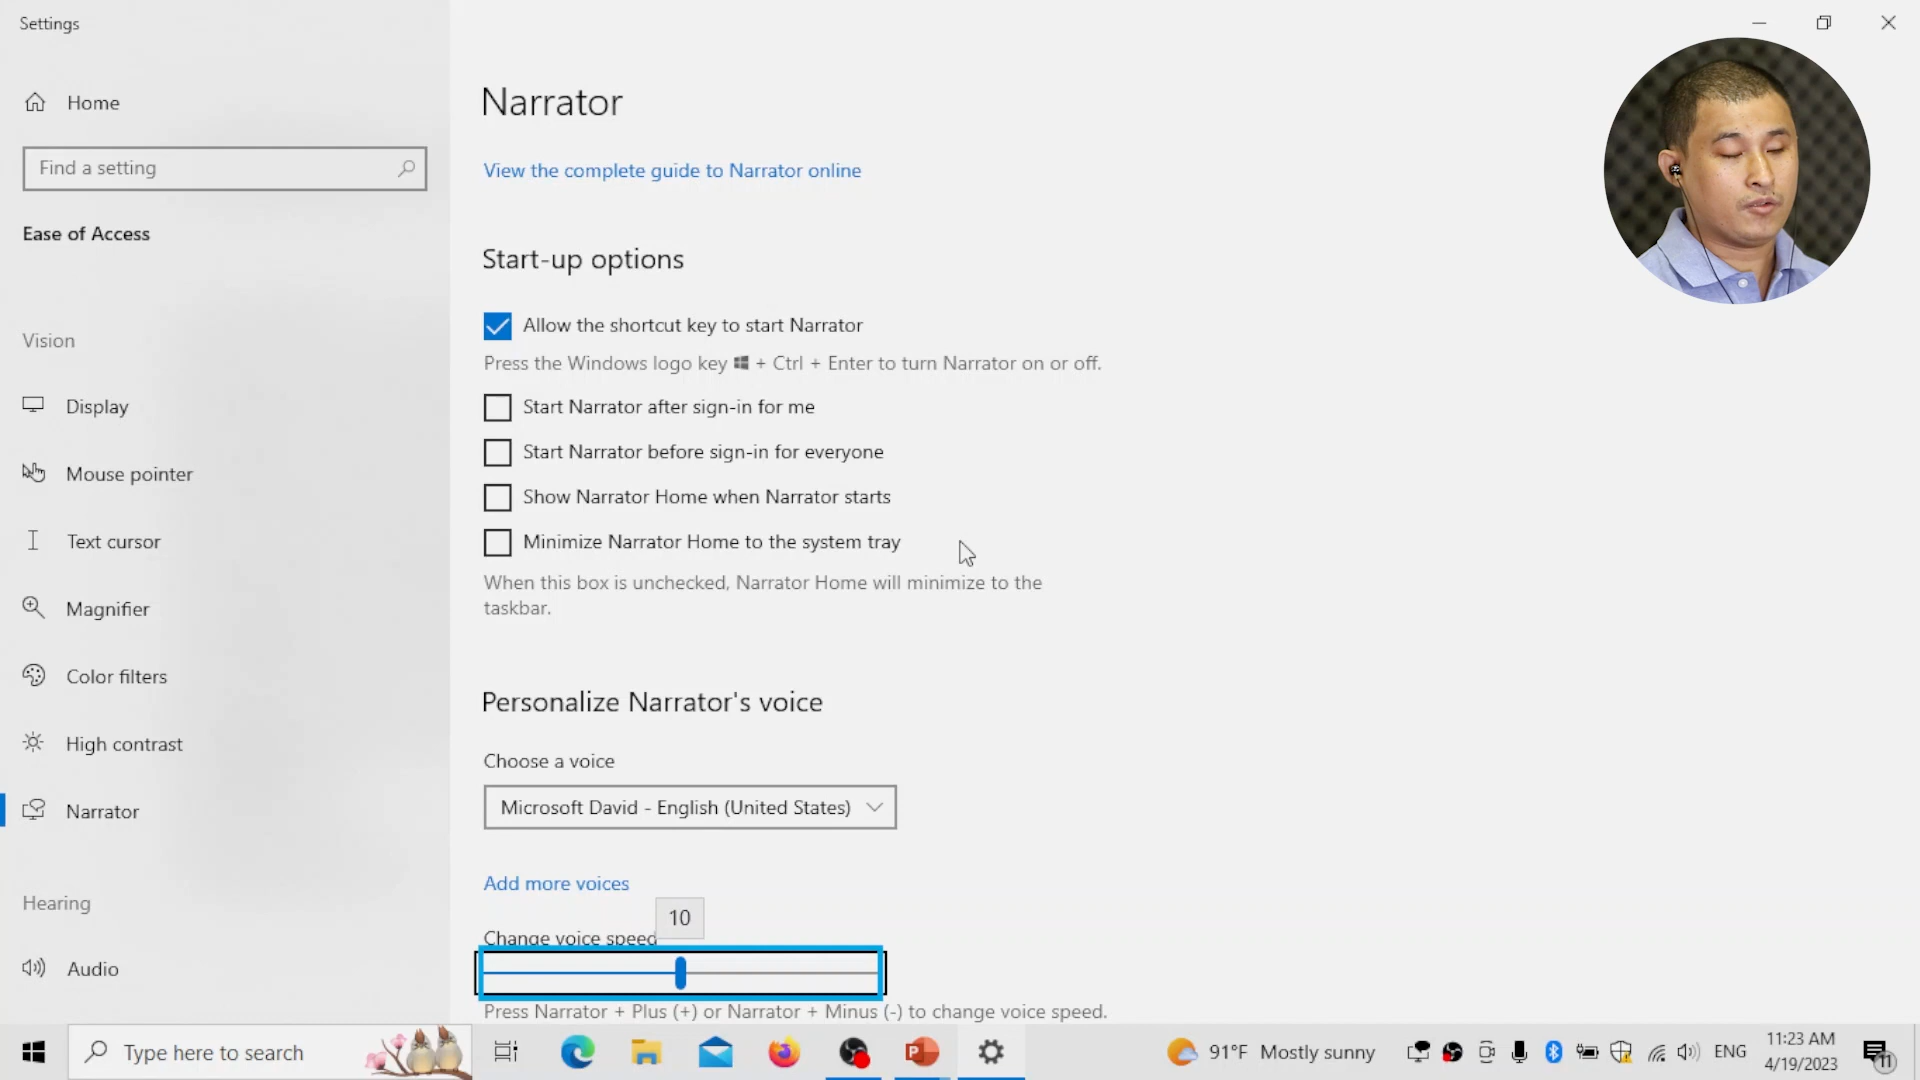 Settings
Home
Find a setting
Ease of Access
Vision
Display
Mouse pointer
Text cursor
Magnifier
Color filters
High contrast
Narrator
Hearing
Audio
Narrator
View the complete guide to Narrator online
Start-up options
Allow the shortcut key to start Narrator
Press the Windows logo key + Ctrl + Enter to turn Narrator on or off.
Start Narrator after sign-in for me
Start Narrator before sign-in for everyone
Show Narrator Home when Narrator starts
Minimize Narrator Home to the system tray
When this box is unchecked, Narrator Home will minimize to the
taskbar.
Personalize Narrator's voice
Choose a voice
Microsoft David - English (United States)
Add more voices
10
Change voice speed
Press Narrator + Plus (+) or Narrator + Minus (-) to change voice speed.
Type here to search
91°F Mostly sunny
ENG
11:23 AM
4/19/2023
11